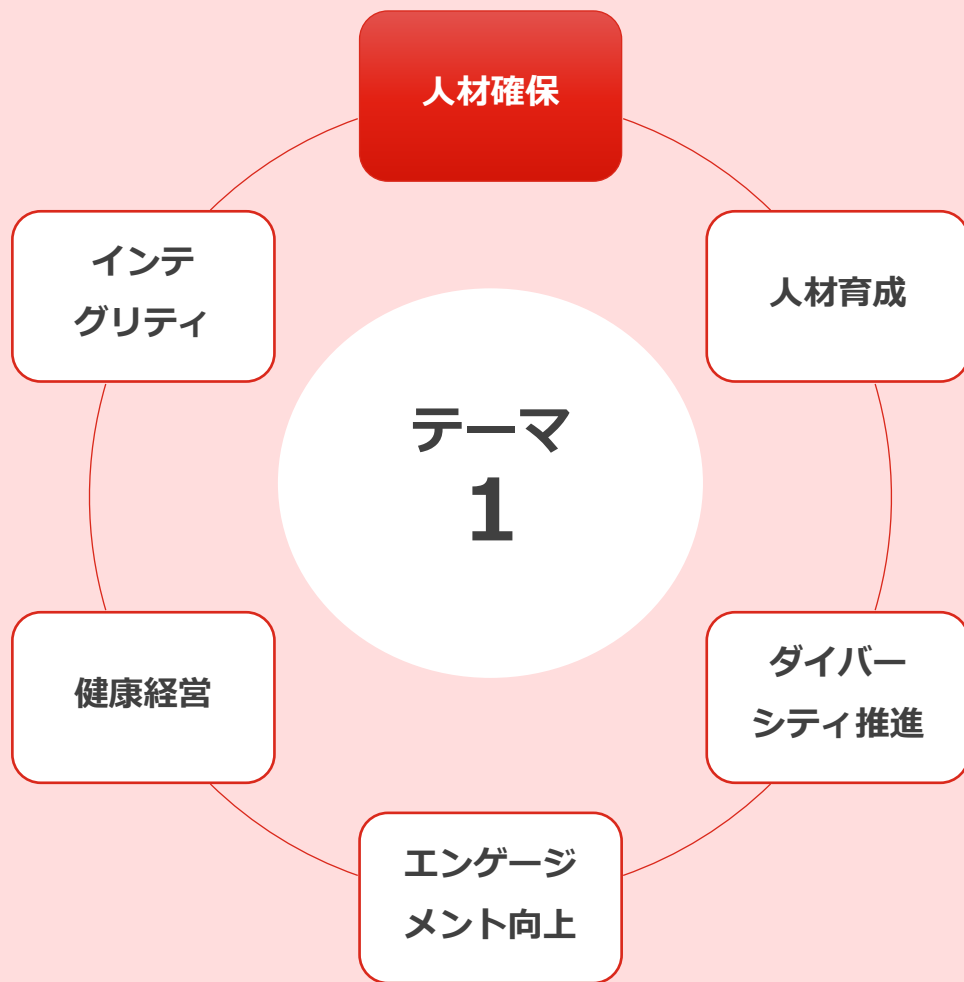 人材確保
人材育成
ダイバー
シティ推進
エンゲージ
メント向上
健康経営
インテ
グリティ
テーマ
1